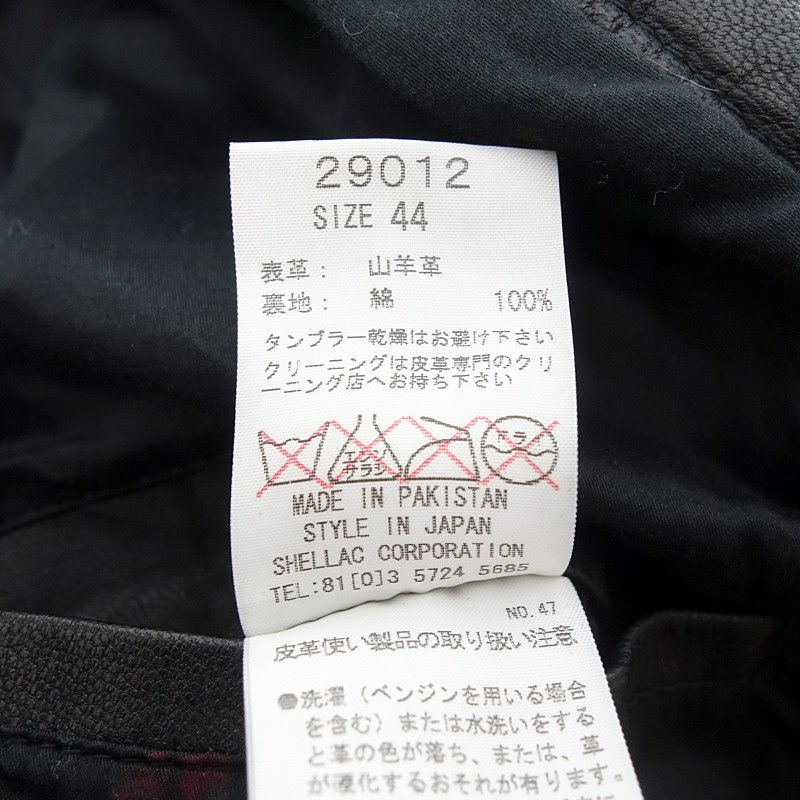 29012
SIZE 44
表革: 山羊革
裏地: 綿 100%
タンブラー乾燥はお避け下さい
クリーニングは皮革専門のクリ
ーニング店へお持ち下さい
エンソ
サラシ
ドライ
MADE IN PAKISTAN
STYLE IN JAPAN
SHELLAC CORPORATION
TEL:81[0]3 5724 5685
NO.47
皮革使い製品の取り扱い注意
●洗濯(ベンジンを用いる場合
を含む)または水洗いをする
と革の色が落ち、または、革
が硬化するおそれが有ります。